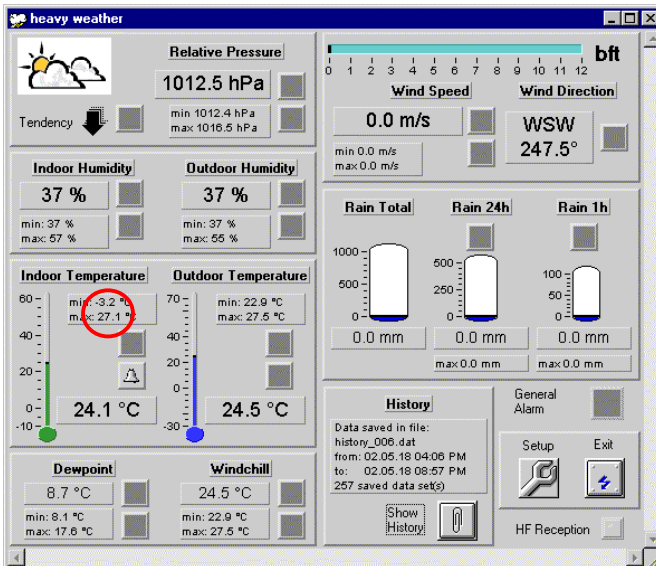 heavy weather
Relative Pressure
1012.5 hPa
Tendency
min 1012.4 hPa
max 1016.5 hPa
0 1 2 3 4 5 6 7 8 9 10 11 12
bft
Wind Speed
Wind Direction
0.0 m/s
min 0.0 m/s
max 0.0 m/s
WSW
247.5°
Indoor Humidity
Outdoor Humidity
37 %
37 %
min: 37 %
max: 57 %
min: 37 %
max: 55 %
Rain Total
Rain 24h
Rain 1h
1000
500
0
500
250
0
100
50
0
0.0 mm
0.0 mm
0.0 mm
max 0.0 mm
max 0.0 mm
Indoor Temperature
Outdoor Temperature
60
40
20
0
-10
min: -3.2 °C
max: 27.1 °C
24.1 °C
70
40
20
0
-30
min: 22.9 °C
max: 27.5 °C
24.5 °C
Dewpoint
Windchill
8.7 °C
24.5 °C
min: 8.1 °C
max: 17.6 °C
min: 22.9 °C
max: 27.5 °C
History
Data saved in file:
history_006.dat
from: 02.05.18 04:06 PM
to: 02.05.18 08:57 PM
257 saved data set(s)
Show
History
General
Alarm
Setup
Exit
HF Reception